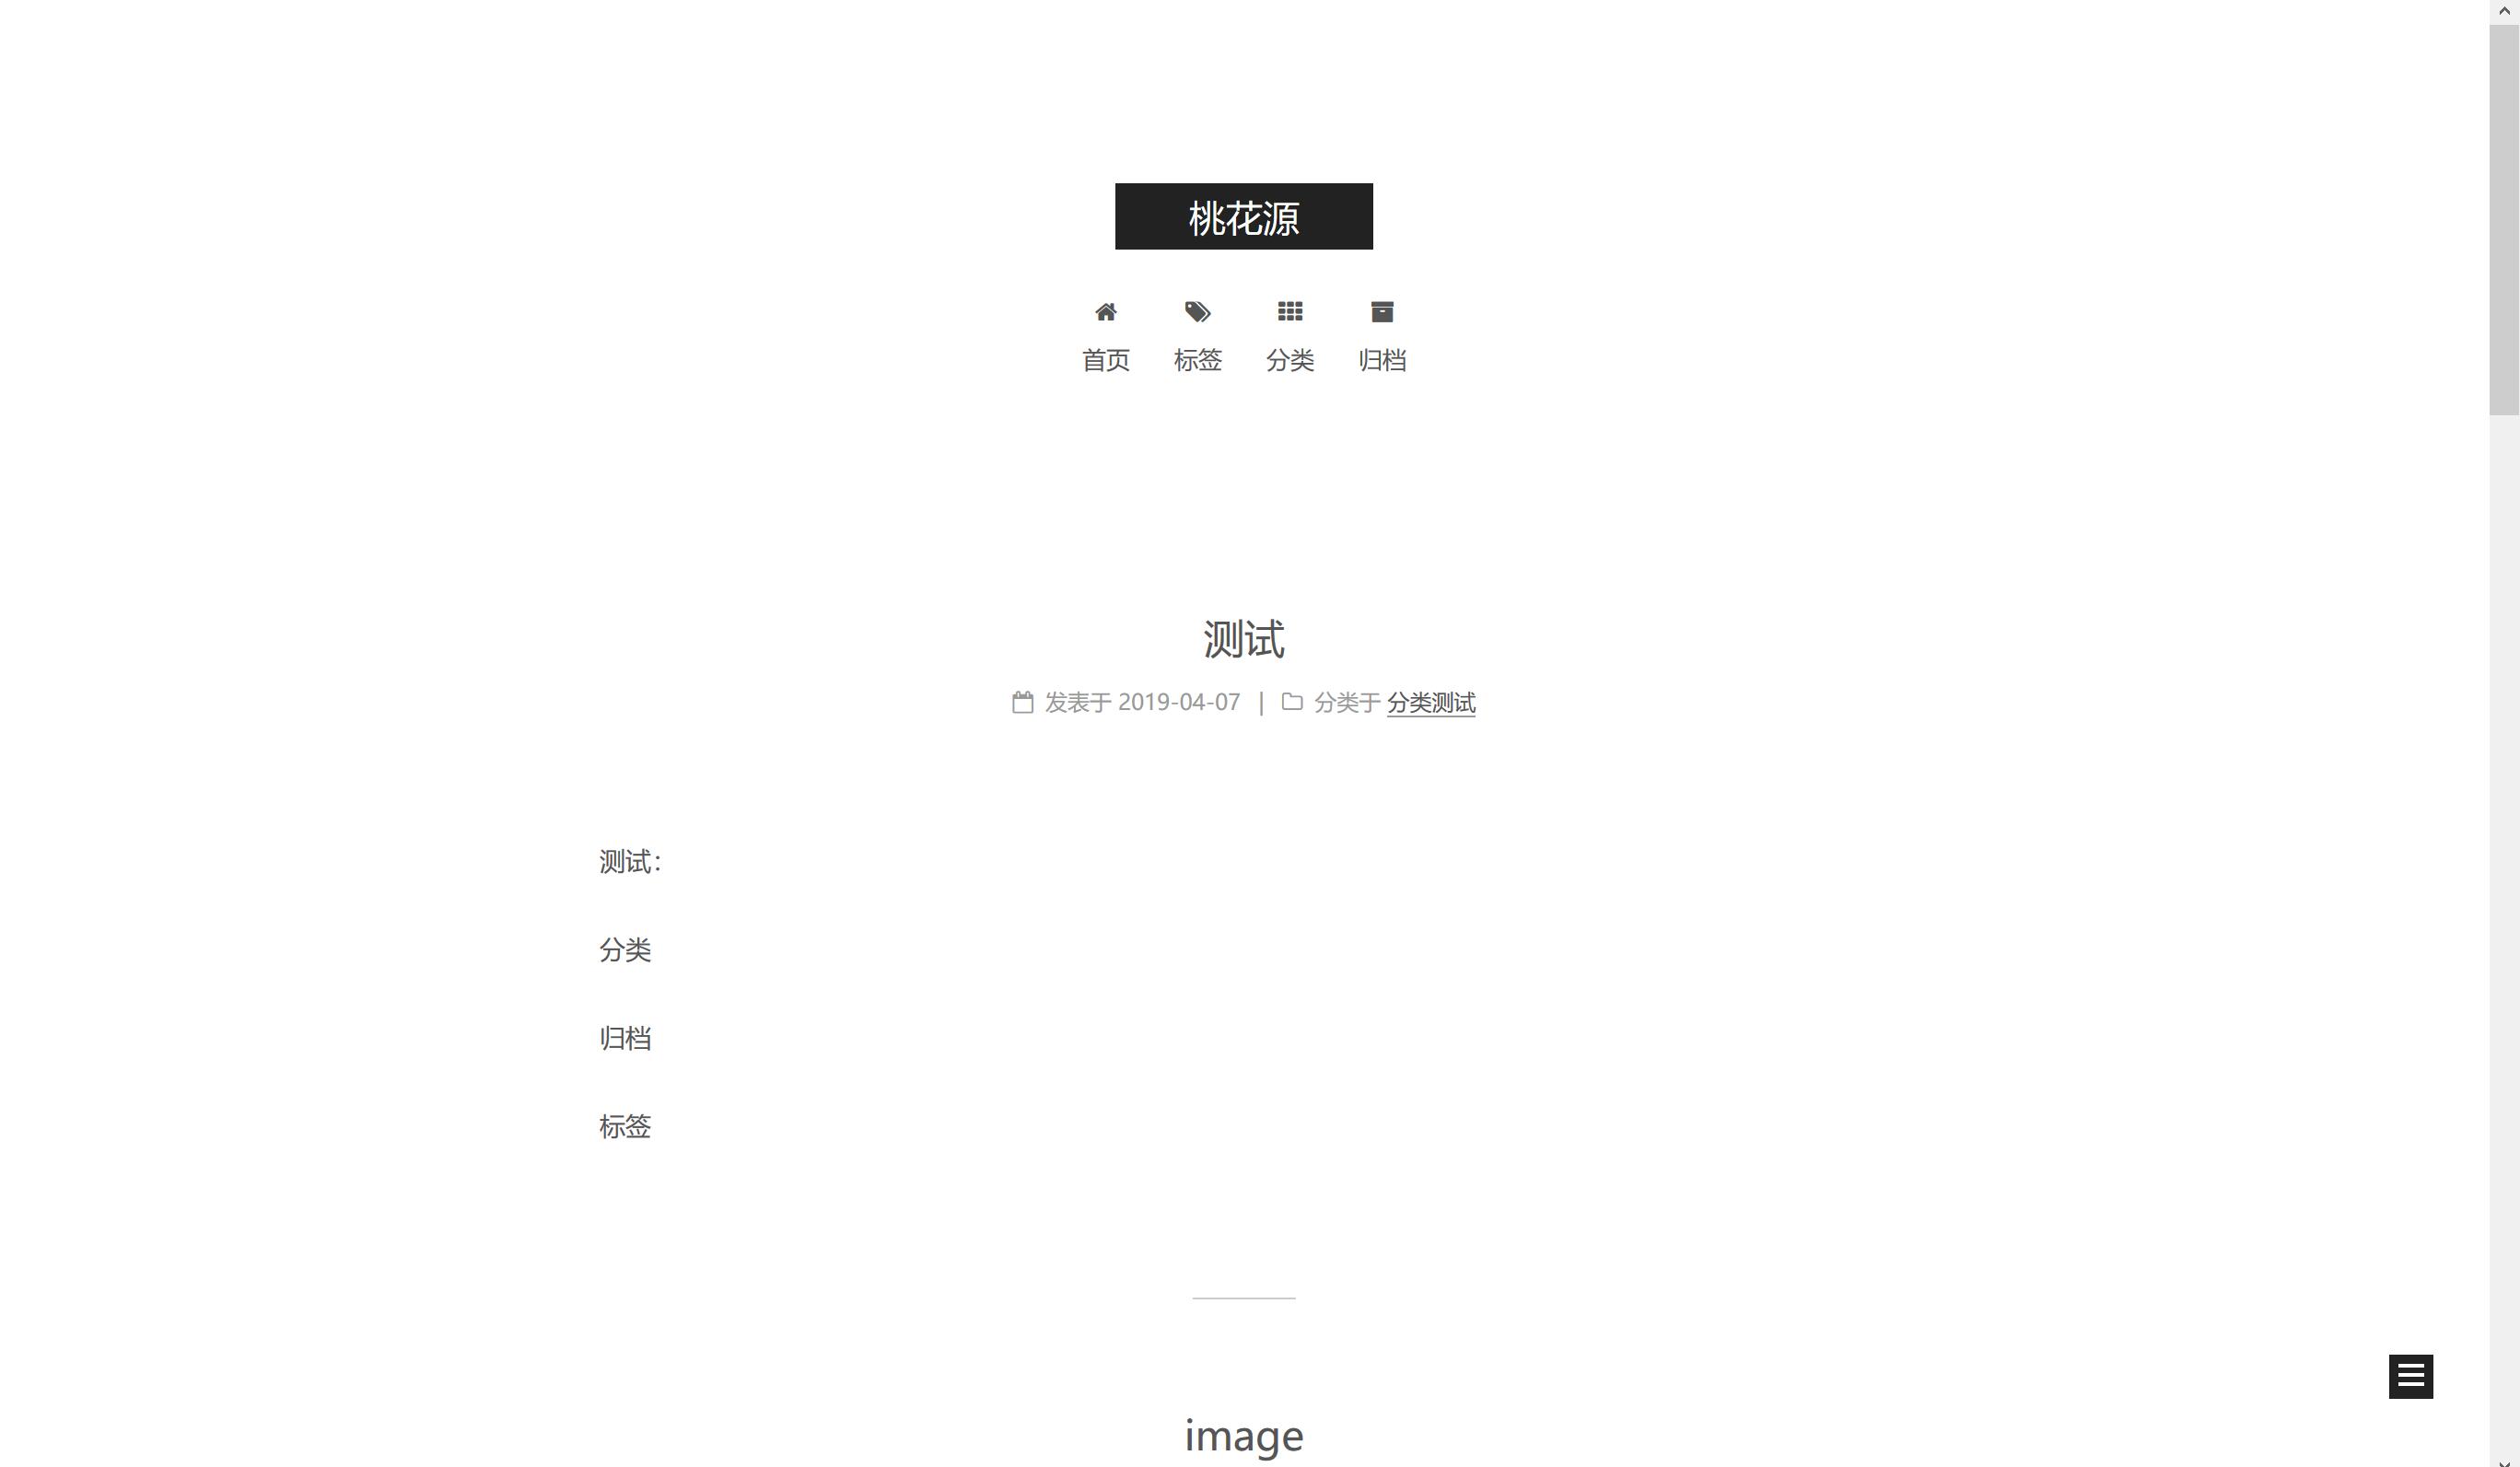 桃花源
首页 标签 分类 归档
测试
发表于 2019-04-07 | 分类于 分类测试
测试：
分类
归档
标签
image